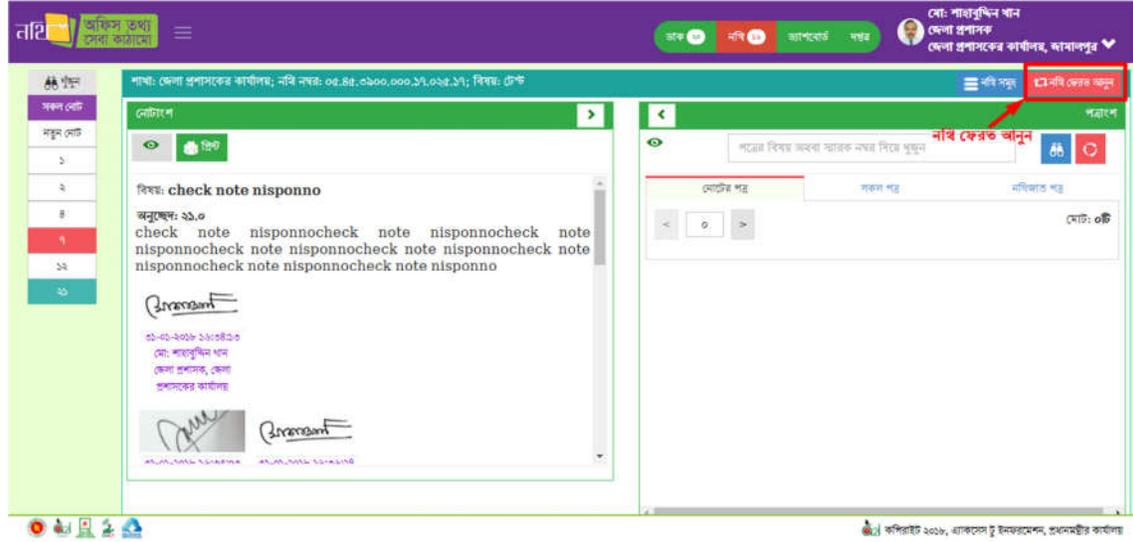 নথি
অফিস তথ্য
সেবা কাঠামো
ডাক
নথি
ড্যাশবোর্ড
দপ্তর
মো: শাহাবুদ্দিন খান
জেলা প্রশাসক
জেলা প্রশাসকের কার্যালয়, জামালপুর
খুঁজুন
শাখা: জেলা প্রশাসকের কার্যালয়; নথি নম্বর: ০৫.৪৫.৩৯০০.০০০.১৭.০২৫.১৭; বিষয়: টেস্ট
নথি সমূহ
নথি ফেরত আনুন
সকল নোট
নতুন নোট
১
২
৪
৭
১২
২১
নোটাংশ
>
<
পত্রাংশ
নথি ফেরত আনুন
প্রিন্ট
পত্রের বিষয় অথবা স্মারক নম্বর দিয়ে খুজুন
নোটের পত্র
সকল পত্র
নথিজাত পত্র
< ০ >
মোট: ০টি
বিষয়: check note nisponno
অনুচ্ছেদ: ২১.০
check note nisponnocheck note nisponnocheck note
nisponnocheck note nisponnocheck note nisponnocheck note
nisponnocheck note nisponnocheck note nisponno
৩১-০১-২০১৮
মো: শাহাবুদ্দিন খান
জেলা প্রশাসক, জেলা
প্রশাসকের কার্যালয়
কপিরাইট ২০১৮, এ্যাকসেস টু ইনফরমেশন, প্রধানমন্ত্রীর কার্যালয়